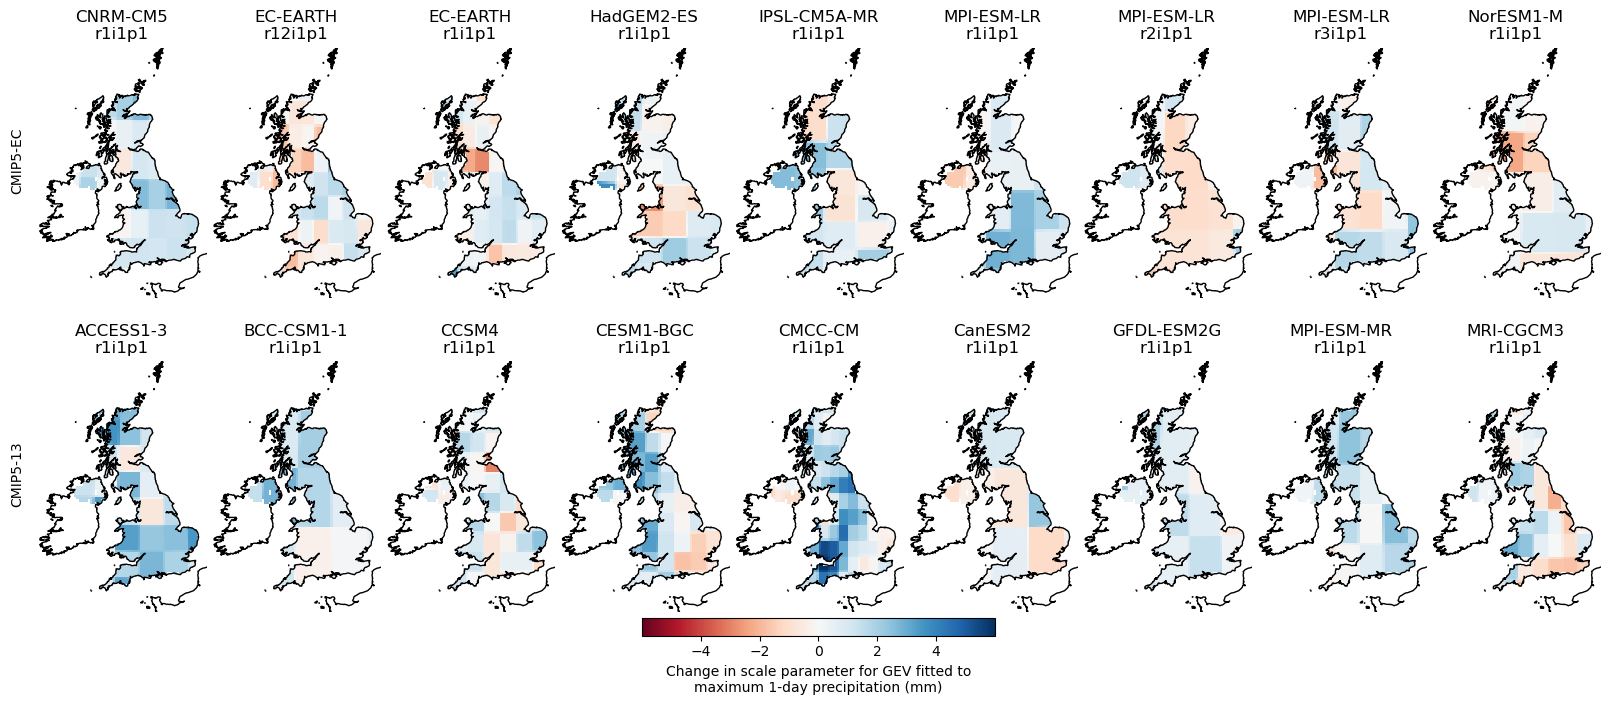 CNRM-CM5 EC-EARTH EC-EARTH HadGEM2-ES IPSL-CM5A-MR MPI-ESM-LR MPI-ESM-LR MPI-ESM-LR NorESM1-M
r1i1p1 r12i1p1 r1i1p1 r1i1p1 r1i1p1 r1i1p1 r2i1p1 r3i1p1 r1i1p1
CMIP5-EC
ACCESS1-3 BCC-CSM1-1 CCSM4 CESM1-BGC CMCC-CM CanESM2 GFDL-ESM2G MPI-ESM-MR MRI-CGCM3
r1i1p1 r1i1p1 r1i1p1 r1i1p1 r1i1p1 r1i1p1 r1i1p1 r1i1p1 r1i1p1
CMIP5-13
−4 −2 0 2 4
Change in scale parameter for GEV fitted to
maximum 1-day precipitation (mm)